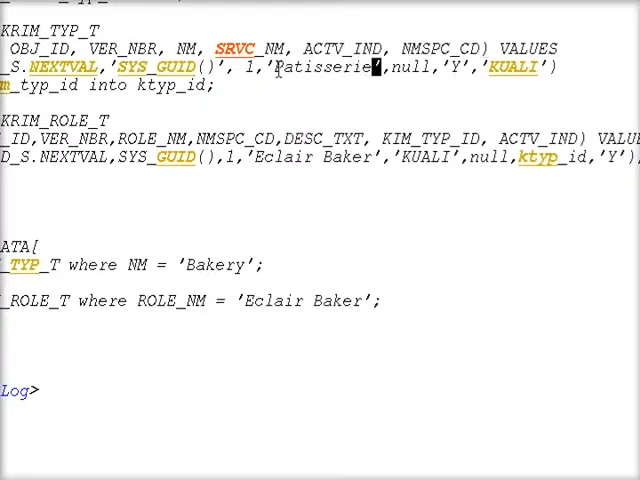 KRIM_TYP_T
OBJ_ID, VER_NBR, NM, SRVC_NM, ACTV_IND, NMSPC_CD) VALUES
_S.NEXTVAL,'SYS_GUID()', 1,'Patisserie',null,'Y','KUALI')
m_typ_id into ktyp_id;
KRIM_ROLE_T
_ID,VER_NBR,ROLE_NM,NMSPC_CD,DESC_TXT, KIM_TYP_ID, ACTV_IND) VALUE
D_S.NEXTVAL,SYS_GUID(),1,'Eclair Baker','KUALI',null,ktyp_id,'Y')
ATA[
_TYP_T where NM = 'Bakery';
_ROLE_T where ROLE_NM = 'Eclair Baker';
Log>